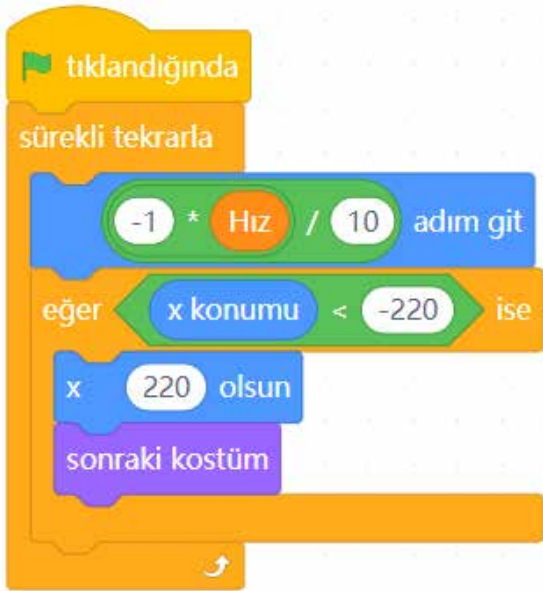 tıklandığında
sürekli tekrarla
-1 * Hız / 10 adım git
eğer x konumu < -220 ise
x 220 olsun
sonraki kostüm